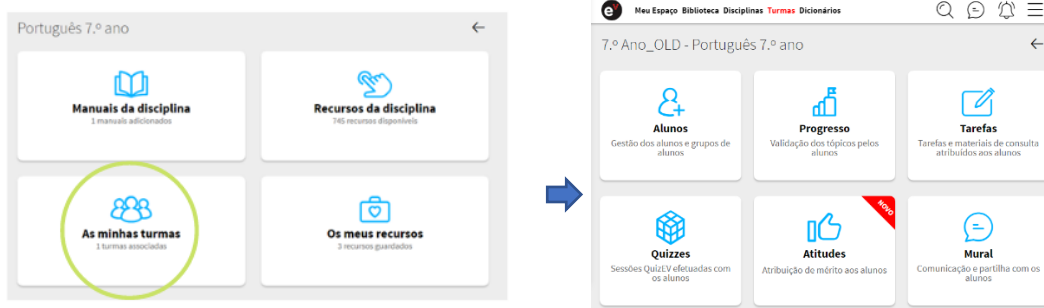 Português 7.º ano
Manuais da disciplina
1 manuais adicionados
Recursos da disciplina
745 recursos disponíveis
As minhas turmas
1 turmas associadas
Os meus recursos
3 recursos guardados
e
Meu Espaço Biblioteca Disciplinas Turmas Dicionários
7.º Ano_OLD - Português 7.º ano
Alunos
Gestão dos alunos e grupos de
alunos
Progresso
Validação dos tópicos pelos
alunos
Tarefas
Tarefas e materiais de consulta
atribuídos aos alunos
Quizzes
Sessões QuizEV efetuadas com
os alunos
NOVO
Atitudes
Atribuição de mérito aos alunos
Mural
Comunicação e partilha com os
alunos